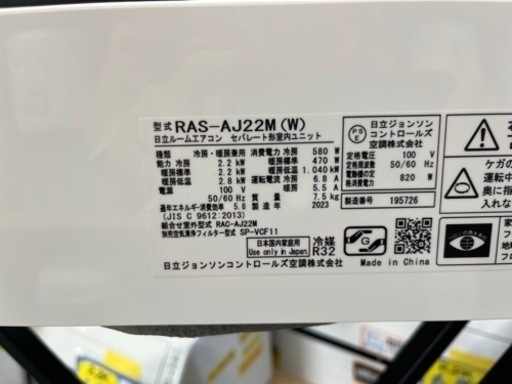 型式 RAS-AJ22M(W)
日立ルームエアコン セパレート形室内ユニット
種類 冷房・暖房兼用
能力 冷房 2.2 kW
暖房標準 2.2 kW
暖房低温 2.8 kW
電源 100 V
50/60 Hz
通年エネルギー消費効率 5.8
(JIS C 9612:2013)
消費電力 冷房 580 W
暖房標準 470 W
暖房低温 1,040 kW
運転電流 冷房 6.8 A
暖房 5.5 A
質量 7.5 kg
2023
組合せ室外型式 RAC-AJ22M
別売空気清浄フィルター型式 SP-VCF11
日本国内家庭用
Use only in Japan
冷媒
R32
日立ジョンソンコントロールズ空調株式会社
PSE
日立ジョンソン
コントロールズ
空調株式会社
定格電圧 100 V
定格周波数 50/60 Hz
定格消費電力 820 W
製造番号 195726
G
Made in China
ケガの
運転中
奥に指
入れな